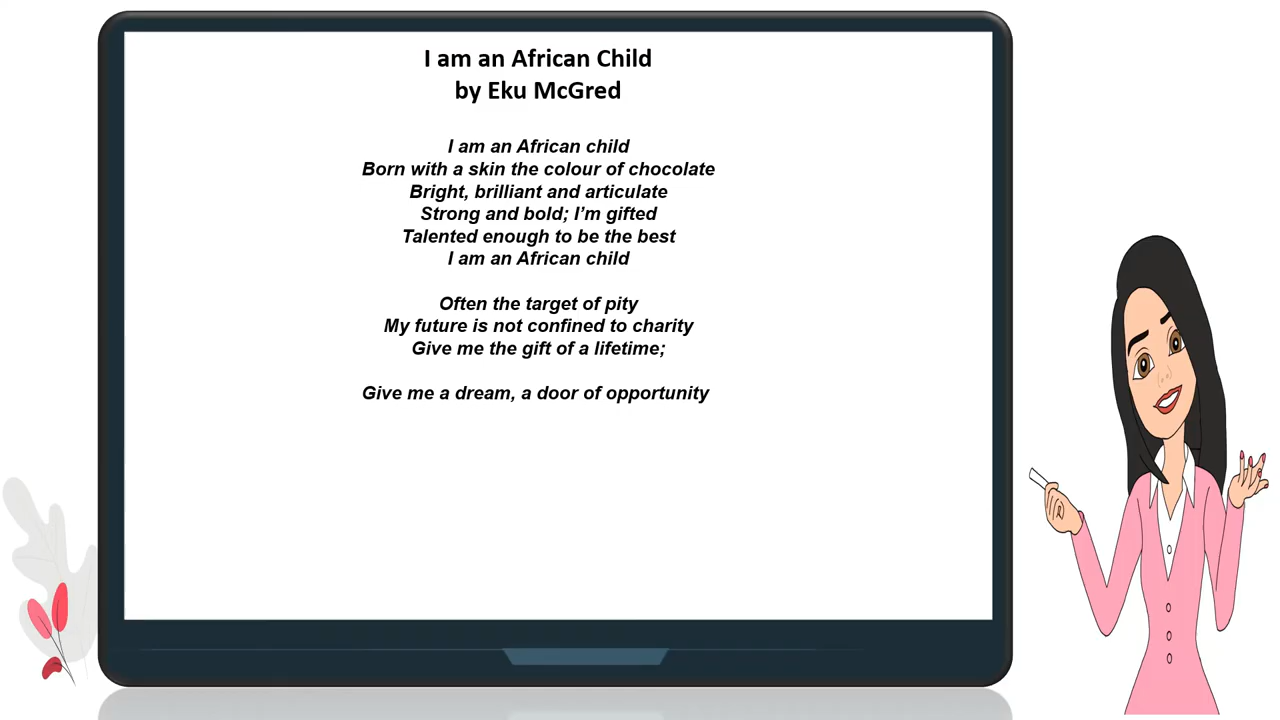 I am an African Child
by Eku McGred
I am an African child
Born with a skin the colour of chocolate
Bright, brilliant and articulate
Strong and bold; I’m gifted
Talented enough to be the best
I am an African child
Often the target of pity
My future is not confined to charity
Give me the gift of a lifetime;
Give me a dream, a door of opportunity